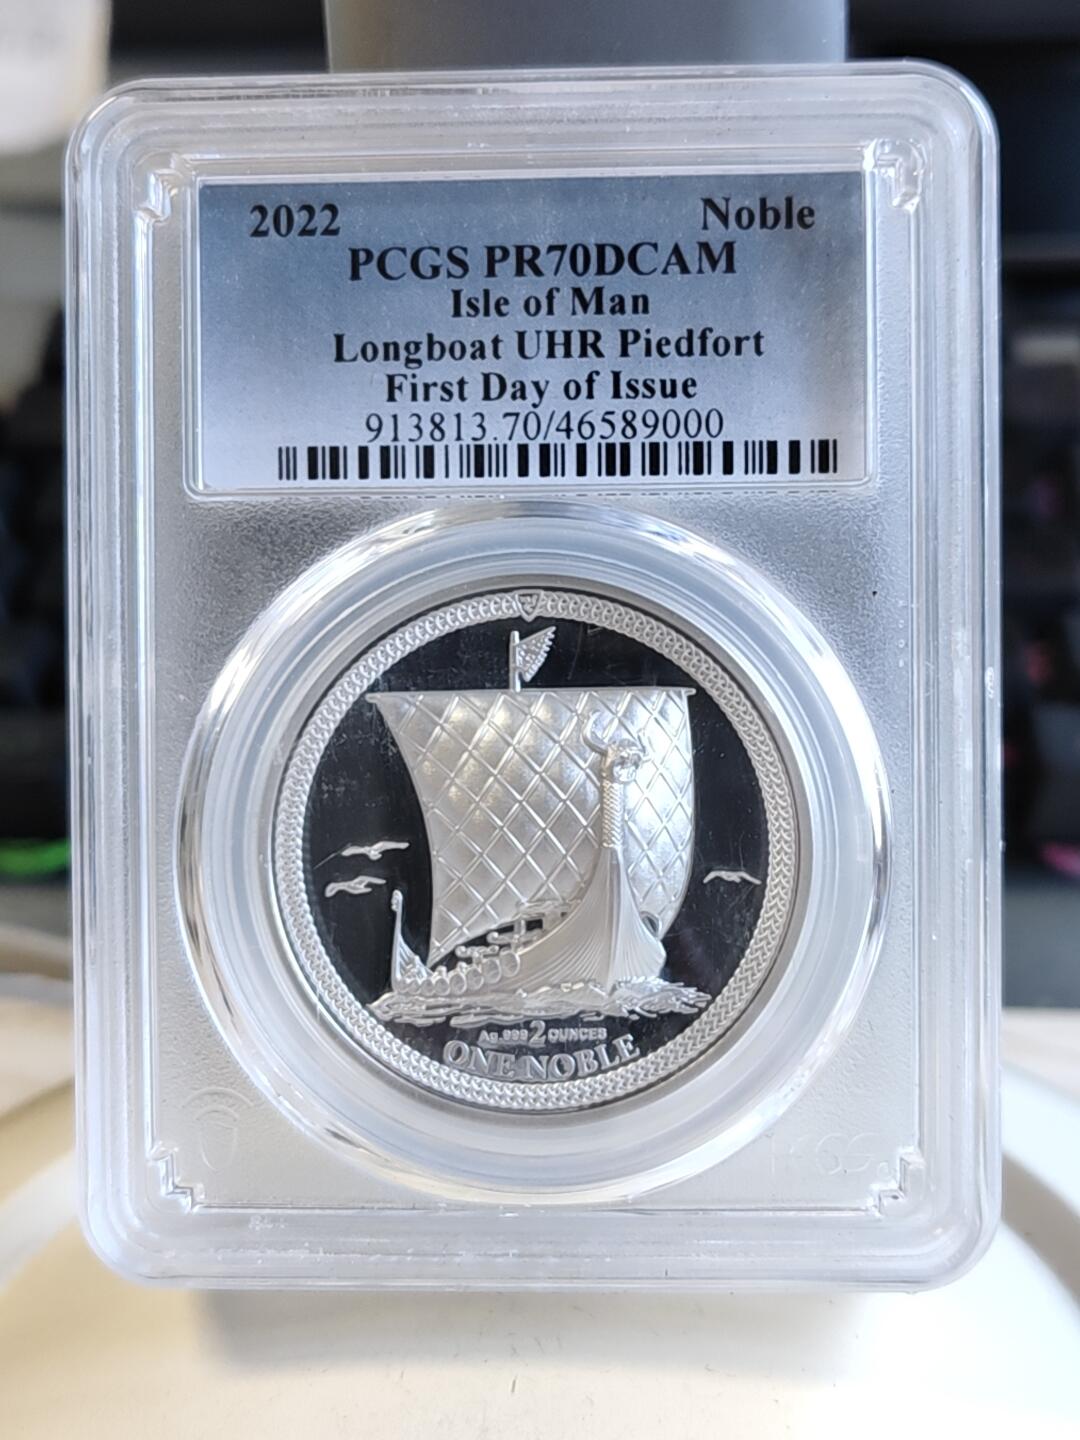 2022 Noble
PCGS PR70DCAM
Isle of Man
Longboat UHR Piedfort
First Day of Issue
913813.70/46589000
Ag .999 2 OUNCES
ONE NOBLE
PCGS